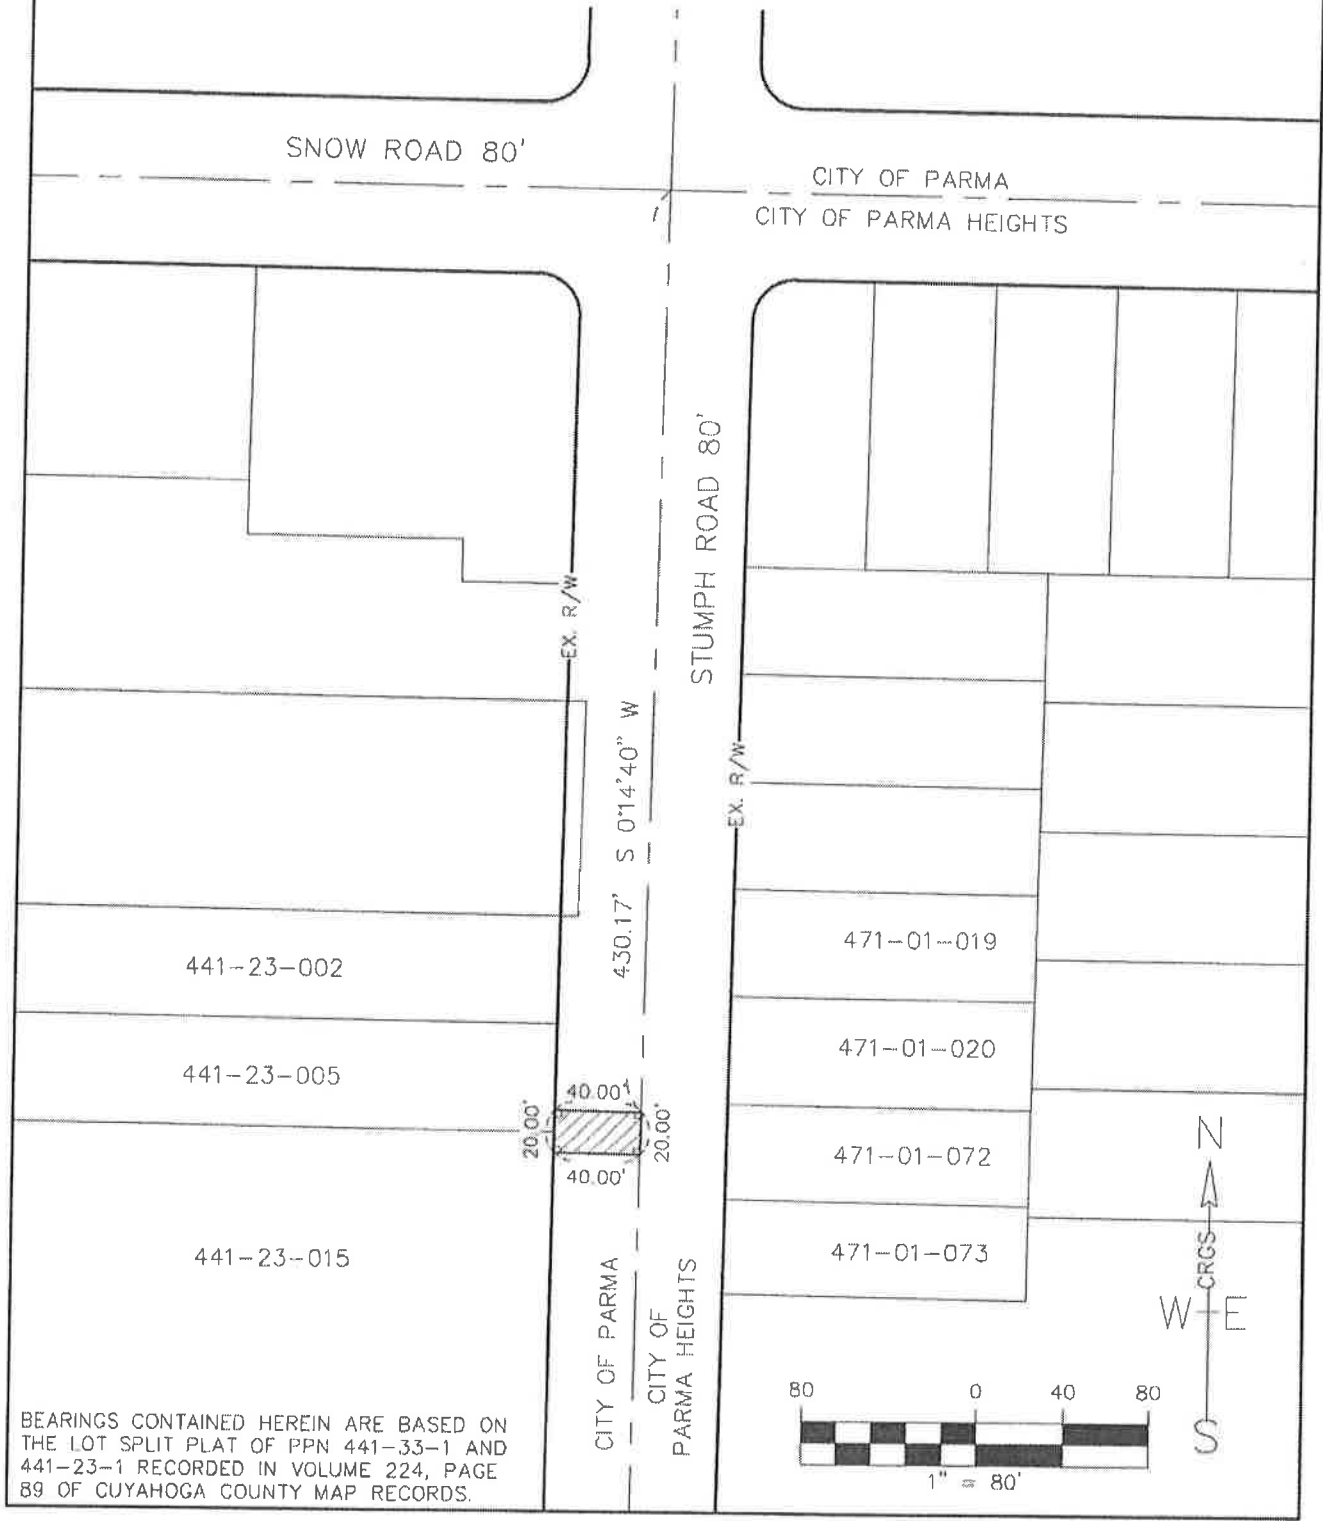 SNOW ROAD 80'
CITY OF PARMA
CITY OF PARMA HEIGHTS
STUMPH ROAD 80'
EX. R/W
EX. R/W
430.17' S 0°14'40" W
441-23-002
471-01-019
441-23-005
471-01-020
40.00'
20.00'
20.00'
40.00'
471-01-072
441-23-015
471-01-073
CITY OF PARMA
CITY OF
PARMA HEIGHTS
N
CRGS
W E
S
80 0 40 80
1" = 80'
BEARINGS CONTAINED HEREIN ARE BASED ON
THE LOT SPLIT PLAT OF PPN 441-33-1 AND
441-23-1 RECORDED IN VOLUME 224, PAGE
89 OF CUYAHOGA COUNTY MAP RECORDS.